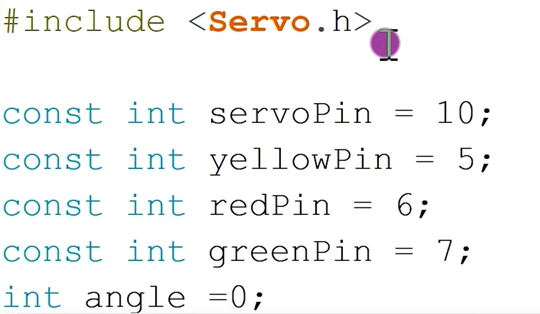 #include <Servo.h>
const int servoPin = 10;
const int yellowPin = 5;
const int redPin = 6;
const int greenPin = 7;
int angle =0;